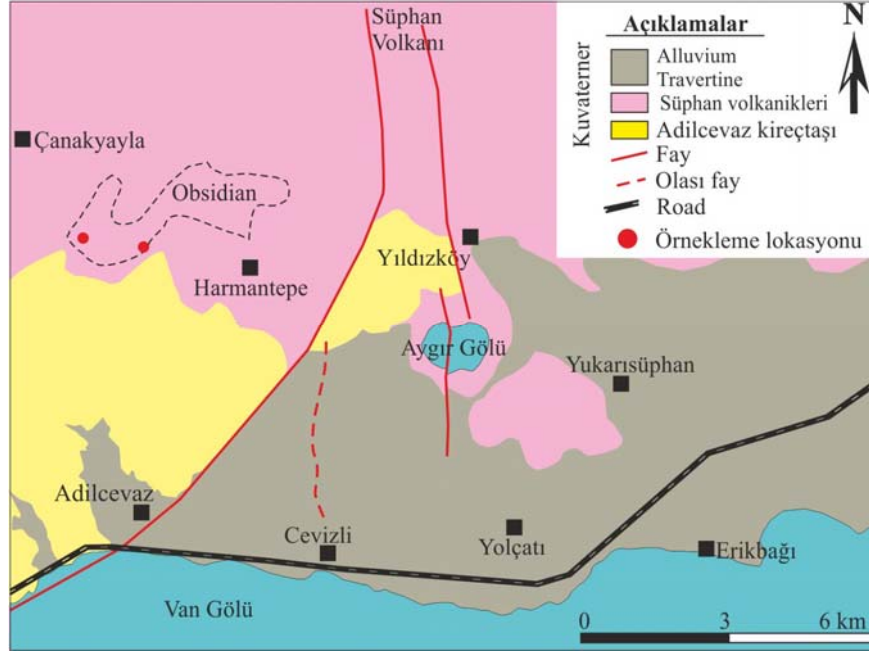 Süphan
Volkanı
Çanakyayla
Obsidian
Harmantepe
Yıldızköy
Aygır Gölü
Yukarısüphan
Adilcevaz
Cevizli
Yolçatı
Erikbağı
Van Gölü
0 3 6 km
Açıklamalar
Kuvaterner
Alluvium
Travertine
Süphan volkanikleri
Adilcevaz kireçtaşı
Fay
Olası fay
Road
Örnekleme lokasyonu
N